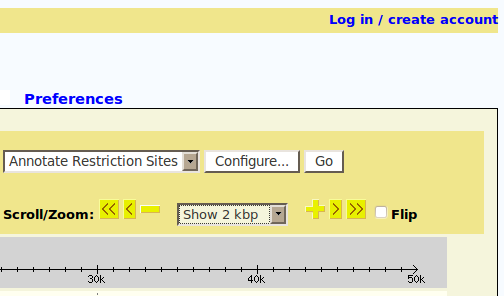 Log in / create account
Preferences
Annotate Restriction Sites Configure... Go
Scroll/Zoom: << < − Show 2 kbp + > >> Flip
30k 40k 50k